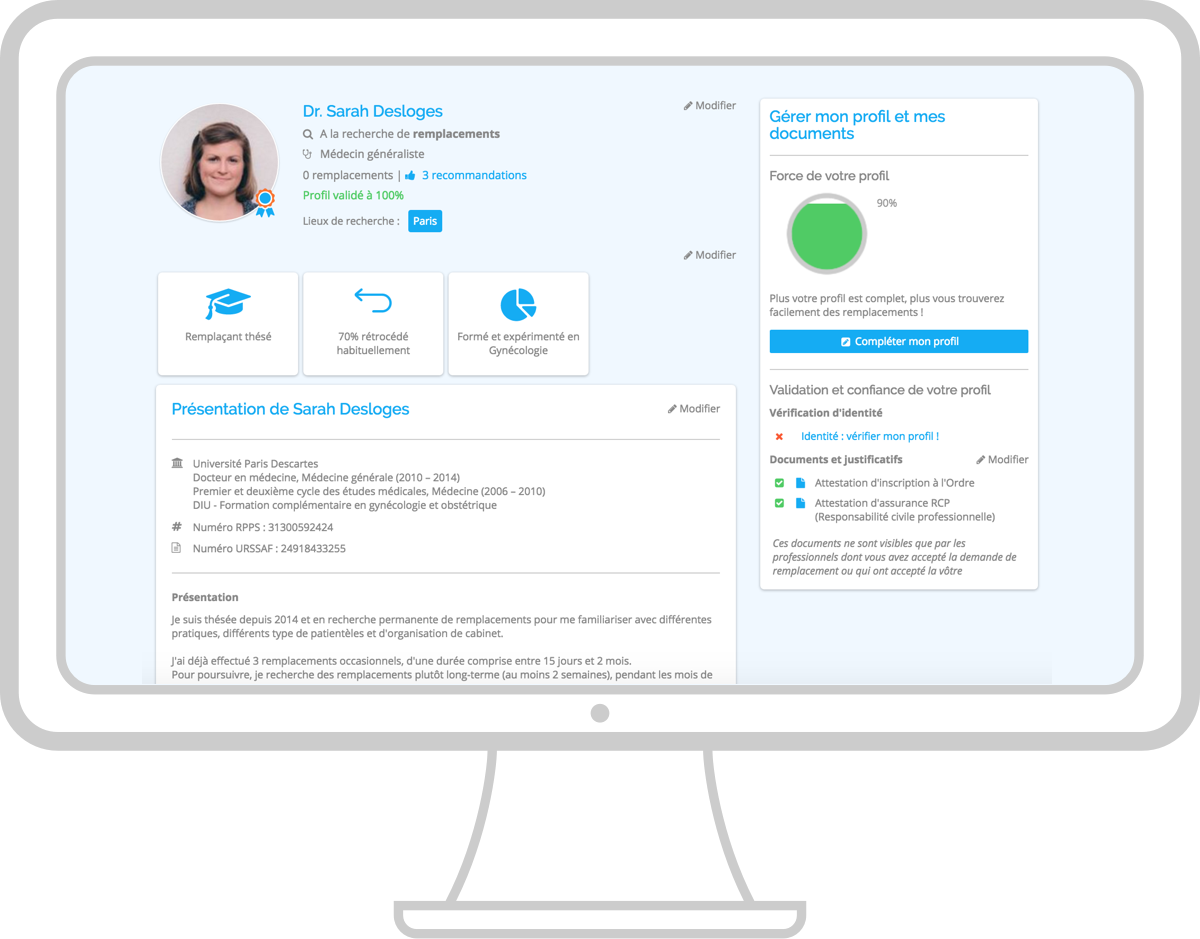 Dr. Sarah Desloges
Modifier
A la recherche de remplacements
Médecin généraliste
0 remplacements | 3 recommandations
Profil validé à 100%
Lieux de recherche : Paris
Modifier
Remplaçant thésé
70% rétrocédé
habituellement
Formé et expérimenté en
Gynécologie
Présentation de Sarah Desloges
Modifier
Université Paris Descartes
Docteur en médecine, Médecine générale (2010 – 2014)
Premier et deuxième cycle des études médicales, Médecine (2006 – 2010)
DIU - Formation complémentaire en gynécologie et obstétrique
Numéro RPPS : 31300592424
Numéro URSSAF : 24918433255
Présentation
Je suis thésée depuis 2014 et en recherche permanente de remplacements pour me familiariser avec différentes
pratiques, différents type de patientèles et d'organisation de cabinet.
J'ai déjà effectué 3 remplacements occasionnels, d'une durée comprise entre 15 jours et 2 mois.
Pour poursuivre, je recherche des remplacements plutôt long-terme (au moins 2 semaines), pendant les mois de
Gérer mon profil et mes
documents
Force de votre profil
90%
Plus votre profil est complet, plus vous trouverez
facilement des remplacements !
Compléter mon profil
Validation et confiance de votre profil
Vérification d'identité
Identité : vérifier mon profil !
Documents et justificatifs
Modifier
Attestation d'inscription à l'Ordre
Attestation d'assurance RCP
(Responsabilité civile professionnelle)
Ces documents ne sont visibles que par les
professionnels dont vous avez accepté la demande de
remplacement ou qui ont accepté la vôtre